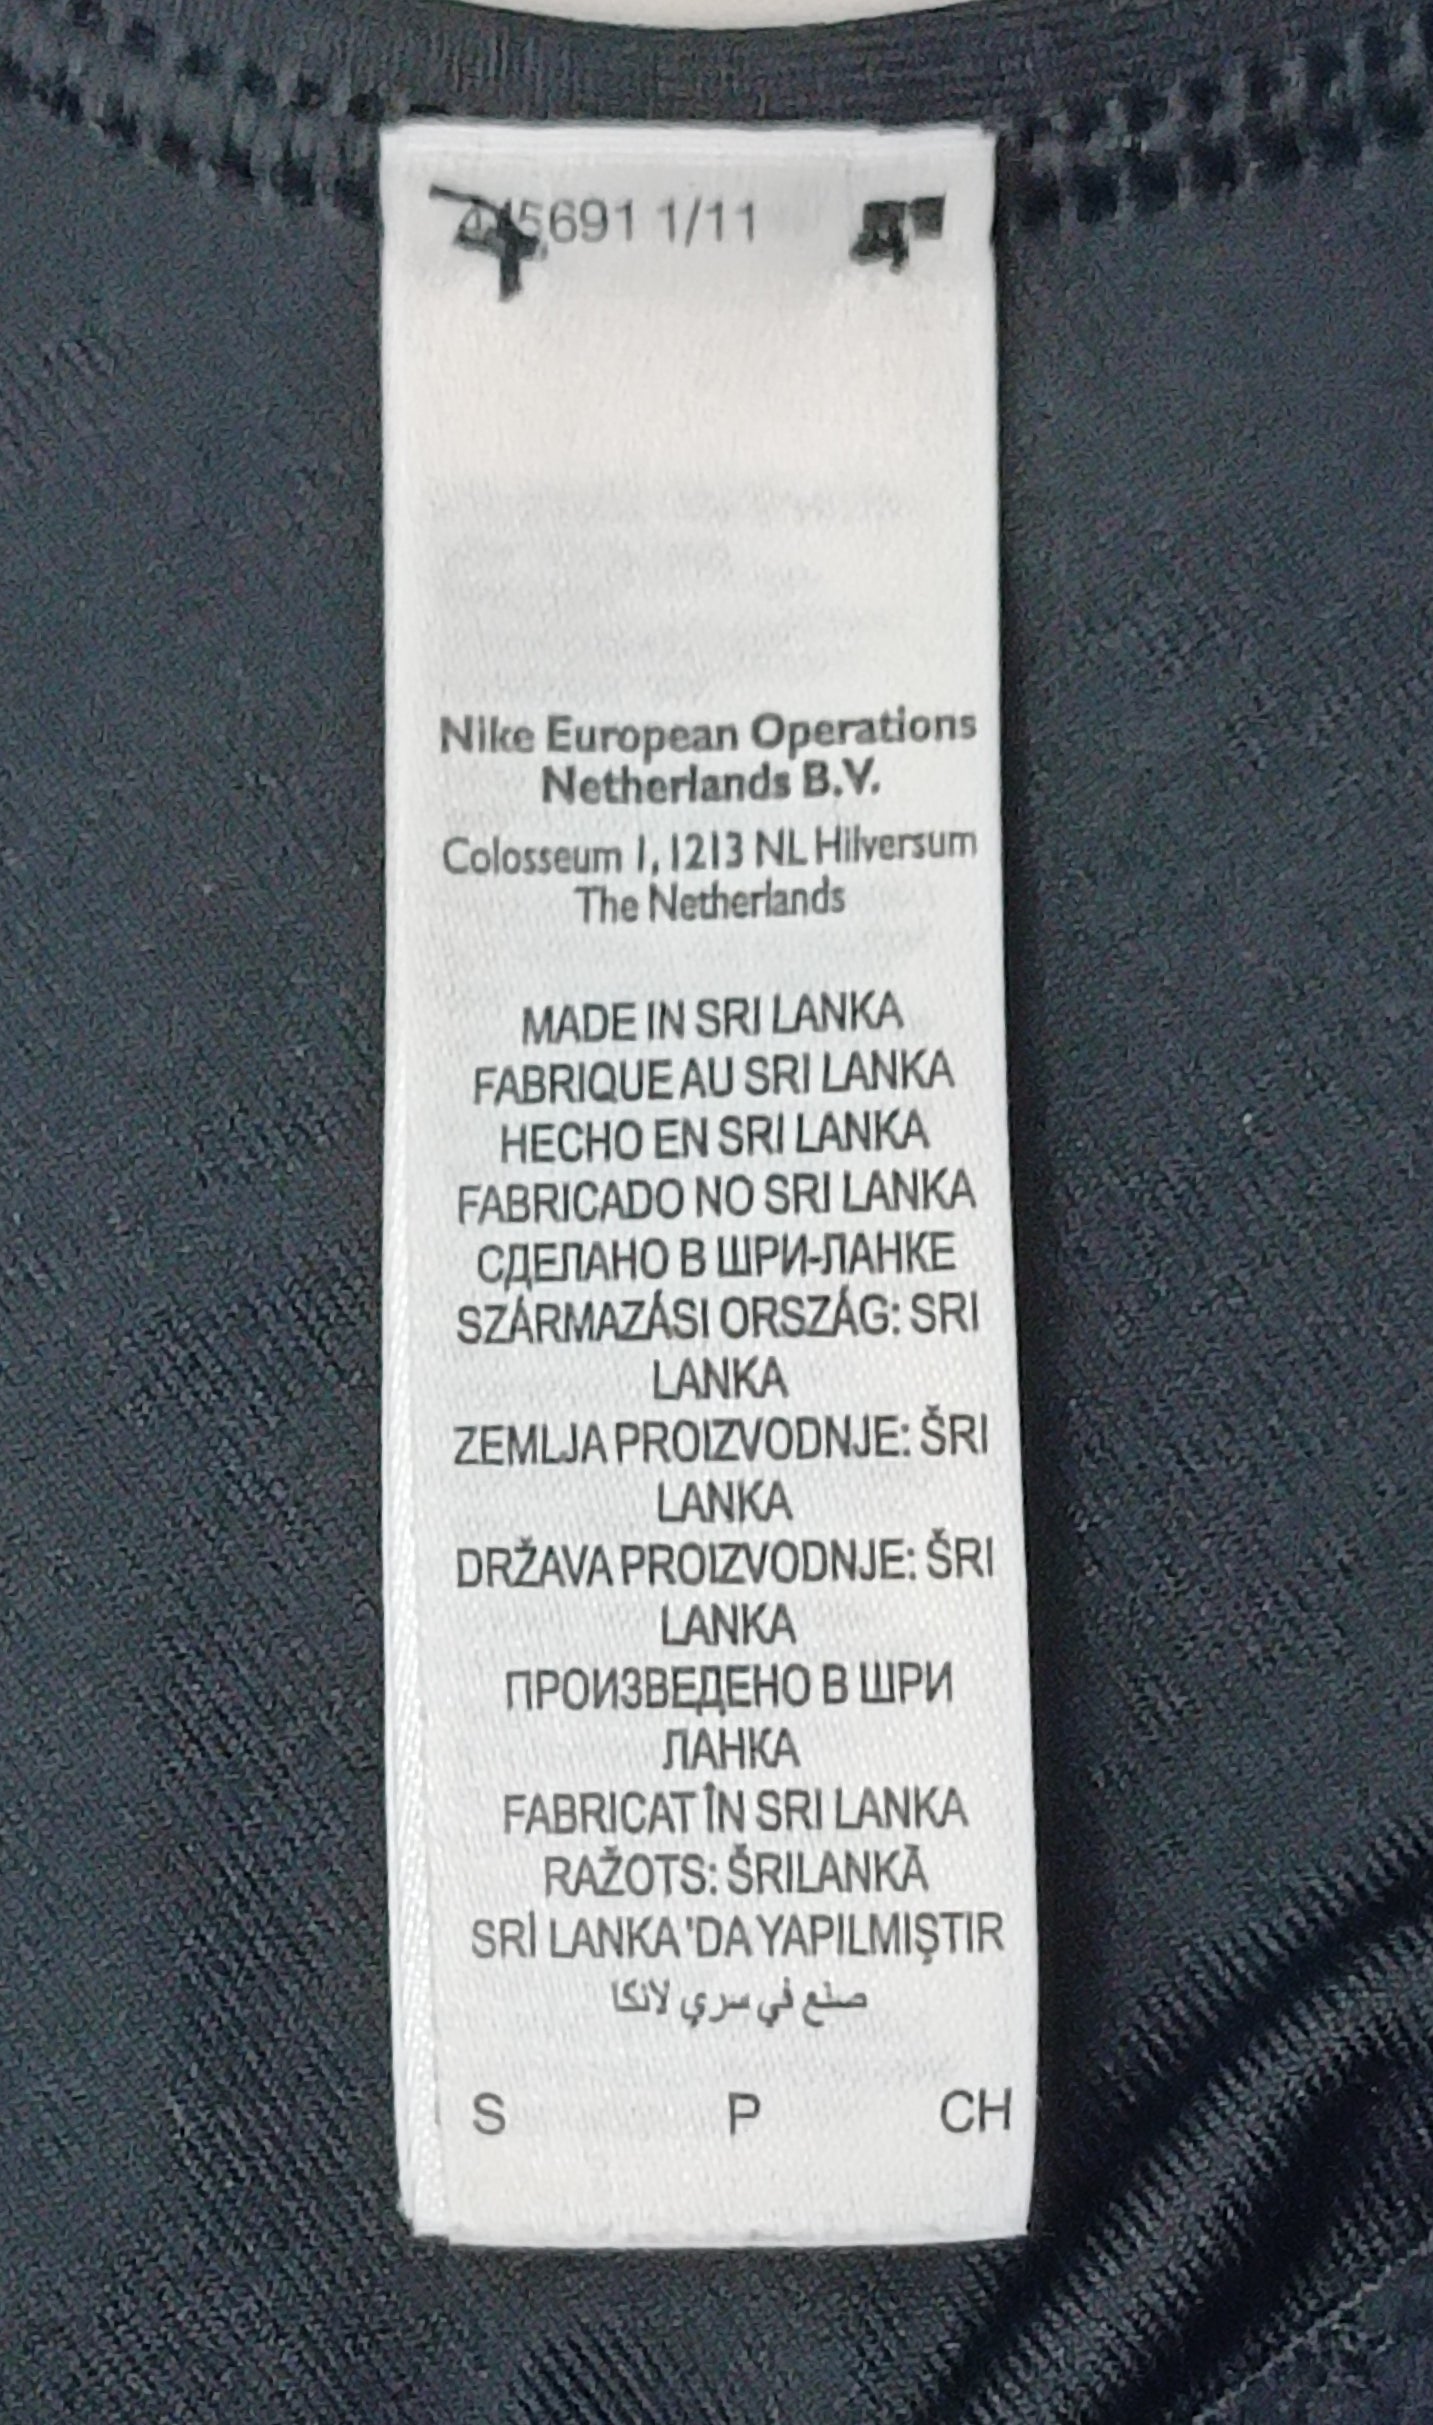 445691 1/11
Nike European Operations
Netherlands B.V.
Colosseum 1, 1213 NL Hilversum
The Netherlands
MADE IN SRI LANKA
FABRIQUE AU SRI LANKA
HECHO EN SRI LANKA
FABRICADO NO SRI LANKA
СДЕЛАНО В ШРИ-ЛАНКЕ
SZÁRMAZÁSI ORSZÁG: SRI
LANKA
ZEMLJA PROIZVODNJE: ŠRI
LANKA
DRŽAVA PROIZVODNJE: ŠRI
LANKA
ПРОИЗВЕДЕНО В ШРИ
ЛАНКА
FABRICAT ÎN SRI LANKA
RAŽOTS: ŠRILANKĀ
SRİ LANKA 'DA YAPILMIŞTIR
صنع في سري لانكا
S P CH